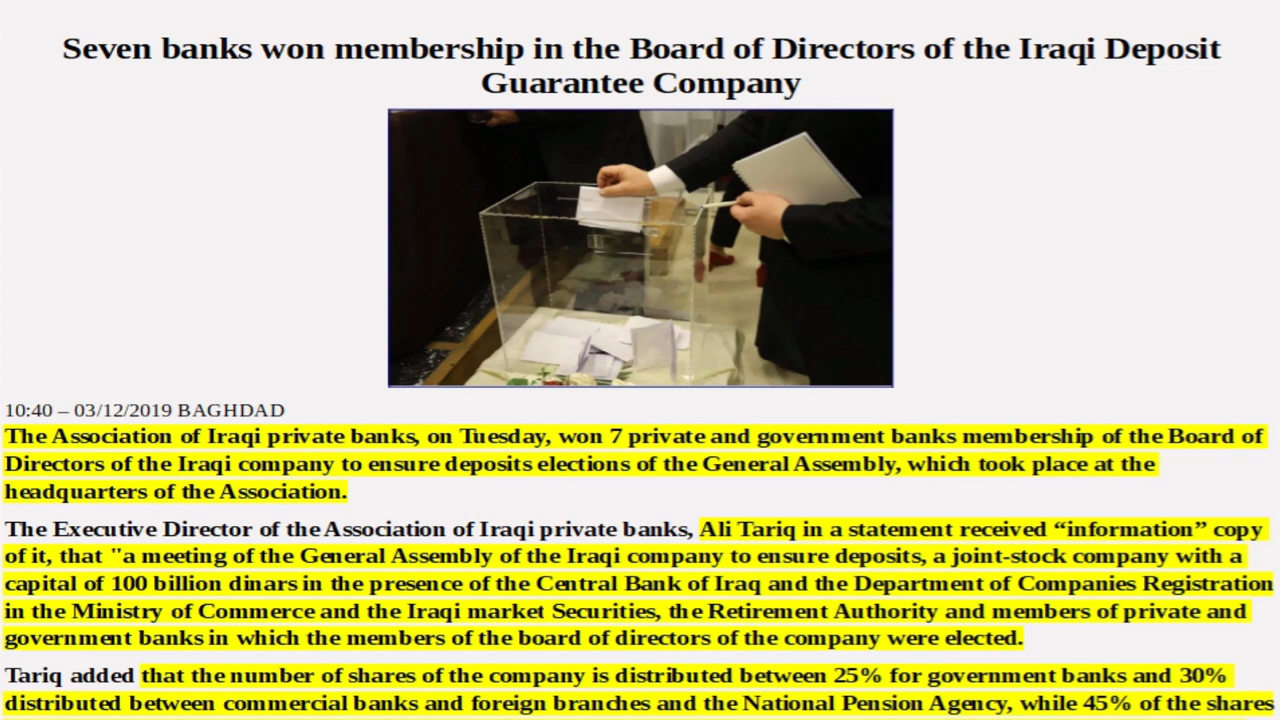 Seven banks won membership in the Board of Directors of the Iraqi Deposit
Guarantee Company
10:40 – 03/12/2019 BAGHDAD
The Association of Iraqi private banks, on Tuesday, won 7 private and government banks membership of the Board of
Directors of the Iraqi company to ensure deposits elections of the General Assembly, which took place at the
headquarters of the Association.
The Executive Director of the Association of Iraqi private banks, Ali Tariq in a statement received “information” copy
of it, that "a meeting of the General Assembly of the Iraqi company to ensure deposits, a joint-stock company with a
capital of 100 billion dinars in the presence of the Central Bank of Iraq and the Department of Companies Registration
in the Ministry of Commerce and the Iraqi market Securities, the Retirement Authority and members of private and
government banks in which the members of the board of directors of the company were elected.
Tariq added that the number of shares of the company is distributed between 25% for government banks and 30%
distributed between commercial banks and foreign branches and the National Pension Agency, while 45% of the shares